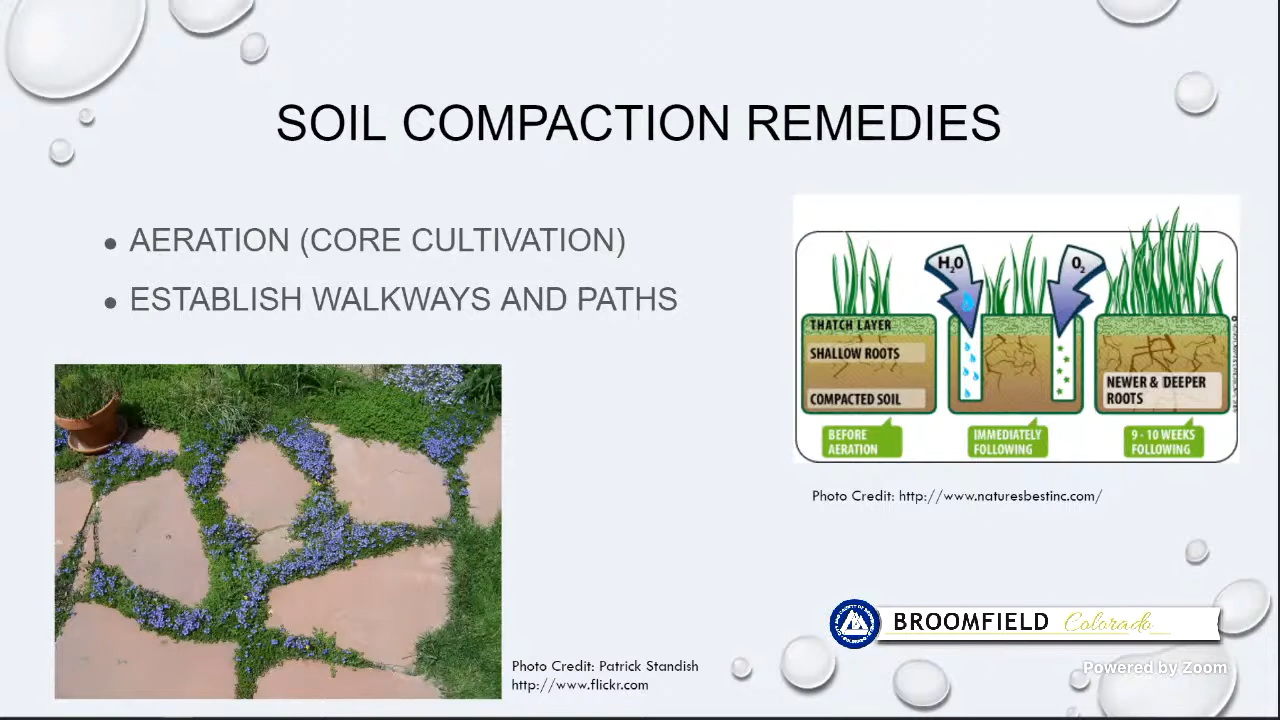 SOIL COMPACTION REMEDIES
• AERATION (CORE CULTIVATION)
• ESTABLISH WALKWAYS AND PATHS
H2O
O2
THATCH LAYER
SHALLOW ROOTS
COMPACTED SOIL
NEWER & DEEPER
ROOTS
BEFORE
AERATION
IMMEDIATELY
FOLLOWING
9 - 10 WEEKS
FOLLOWING
Photo Credit: http://www.naturesbestinc.com/
Photo Credit: Patrick Standish
http://www.flickr.com
BROOMFIELD Colorado
Powered by Zoom